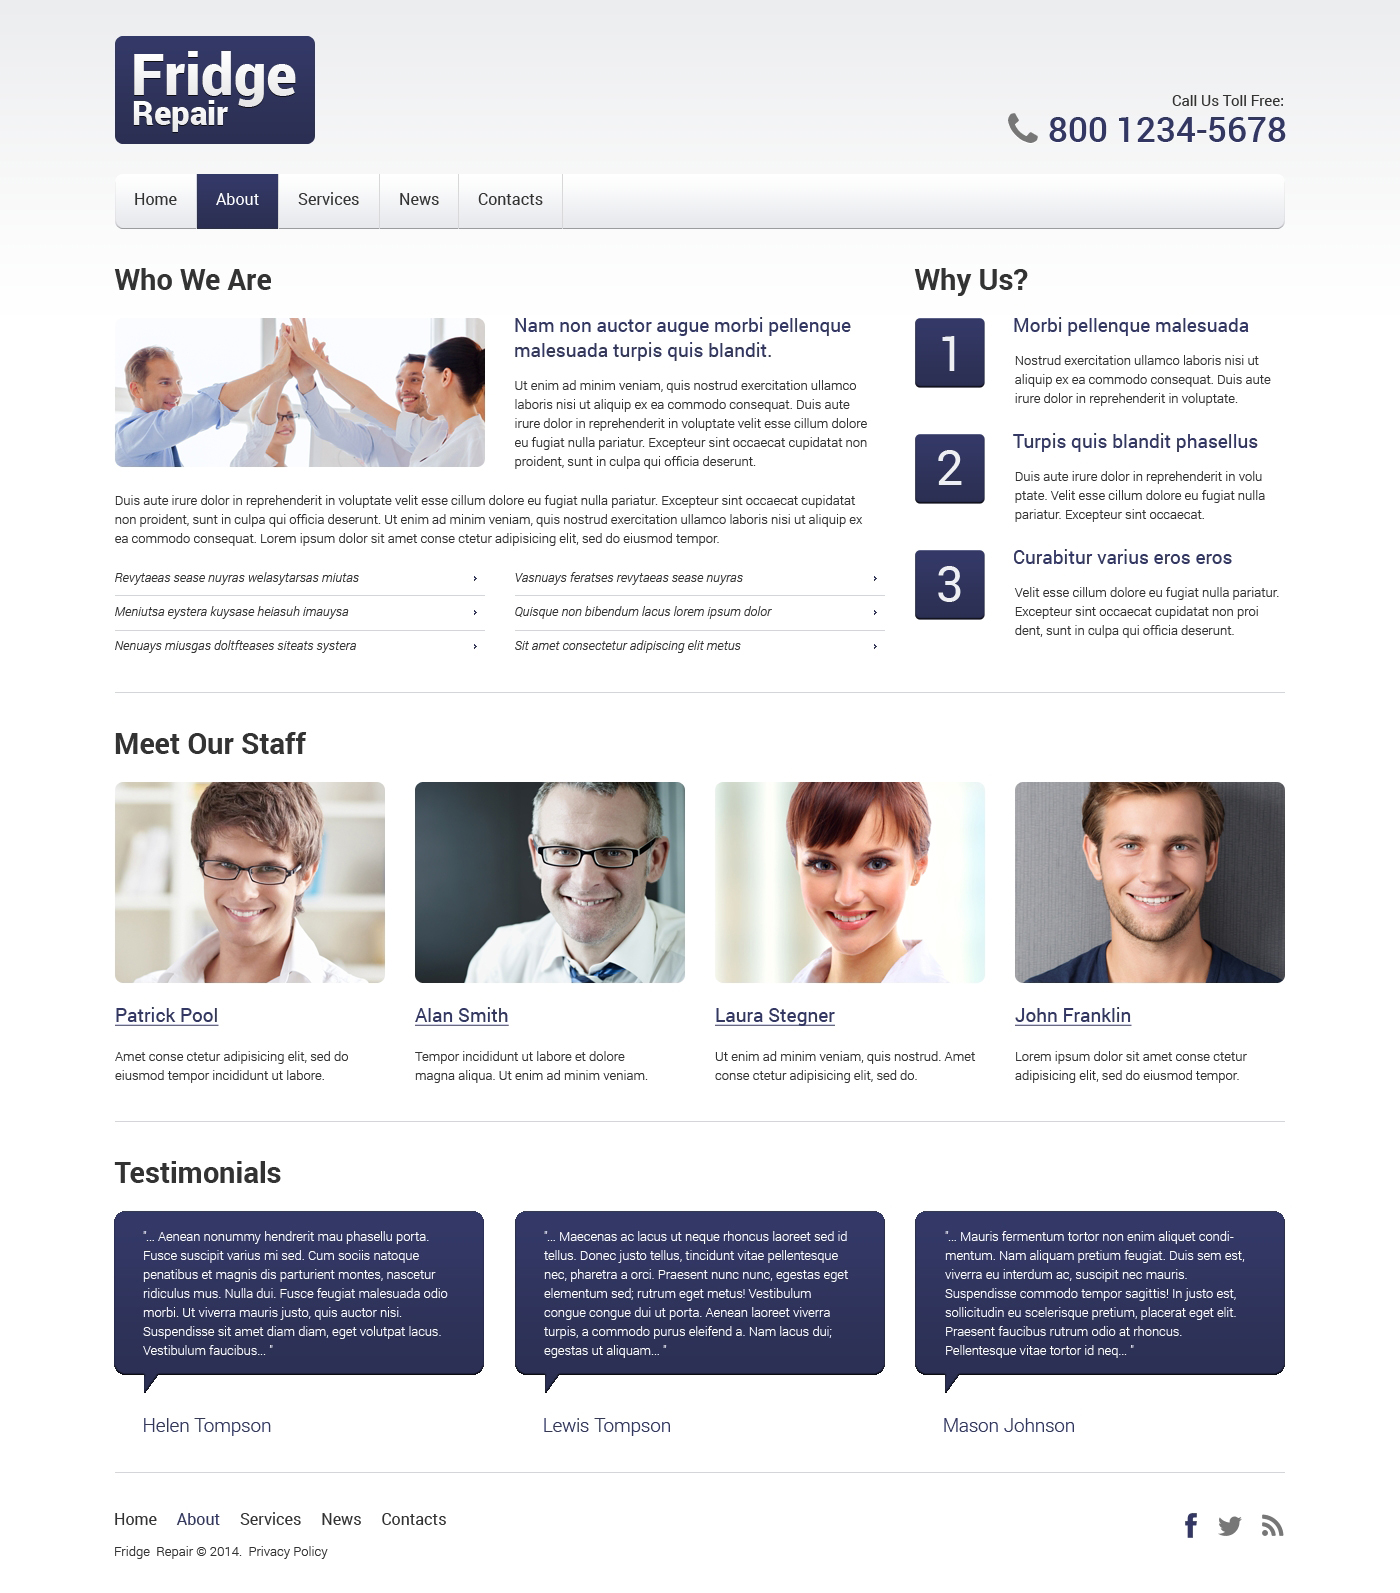 Fridge
Repair
Call Us Toll Free:
800 1234-5678
Home About Services News Contacts
Who We Are
Nam non auctor augue morbi pellenque
malesuada turpis quis blandit.
Ut enim ad minim veniam, quis nostrud exercitation ullamco
laboris nisi ut aliquip ex ea commodo consequat. Duis aute
irure dolor in reprehenderit in voluptate velit esse cillum dolore
eu fugiat nulla pariatur. Excepteur sint occaecat cupidatat non
proident, sunt in culpa qui officia deserunt.
Duis aute irure dolor in reprehenderit in voluptate velit esse cillum dolore eu fugiat nulla pariatur. Excepteur sint occaecat cupidatat
non proident, sunt in culpa qui officia deserunt. Ut enim ad minim veniam, quis nostrud exercitation ullamco laboris nisi ut aliquip ex
ea commodo consequat. Lorem ipsum dolor sit amet conse ctetur adipisicing elit, sed do eiusmod tempor.
Revytaeas sease nuyras welasytarsas miutas
Meniutsa eystera kuysase heiasuh imauysa
Nenuays miusgas doltfteases siteats systera
Vasnuays feratses revytaeas sease nuyras
Quisque non bibendum lacus lorem ipsum dolor
Sit amet consectetur adipiscing elit metus
Why Us?
1
Morbi pellenque malesuada
Nostrud exercitation ullamco laboris nisi ut
aliquip ex ea commodo consequat. Duis aute
irure dolor in reprehenderit in voluptate.
2
Turpis quis blandit phasellus
Duis aute irure dolor in reprehenderit in volu
ptate. Velit esse cillum dolore eu fugiat nulla
pariatur. Excepteur sint occaecat.
3
Curabitur varius eros eros
Velit esse cillum dolore eu fugiat nulla pariatur.
Excepteur sint occaecat cupidatat non proi
dent, sunt in culpa qui officia deserunt.
Meet Our Staff
Patrick Pool
Amet conse ctetur adipisicing elit, sed do
eiusmod tempor incididunt ut labore.
Alan Smith
Tempor incididunt ut labore et dolore
magna aliqua. Ut enim ad minim veniam.
Laura Stegner
Ut enim ad minim veniam, quis nostrud. Amet
conse ctetur adipisicing elit, sed do.
John Franklin
Lorem ipsum dolor sit amet conse ctetur
adipisicing elit, sed do eiusmod tempor.
Testimonials
"... Aenean nonummy hendrerit mau phasellu porta.
Fusce suscipit varius mi sed. Cum sociis natoque
penatibus et magnis dis parturient montes, nascetur
ridiculus mus. Nulla dui. Fusce feugiat malesuada odio
morbi. Ut viverra mauris justo, quis auctor nisi.
Suspendisse sit amet diam diam, eget volutpat lacus.
Vestibulum faucibus... "
Helen Tompson
"... Maecenas ac lacus ut neque rhoncus laoreet sed id
tellus. Donec justo tellus, tincidunt vitae pellentesque
nec, pharetra a orci. Praesent nunc nunc, egestas eget
elementum sed; rutrum eget metus! Vestibulum
congue congue dui ut porta. Aenean laoreet viverra
turpis, a commodo purus eleifend a. Nam lacus dui;
egestas ut aliquam... "
Lewis Tompson
"... Mauris fermentum tortor non enim aliquet condi-
mentum. Nam aliquam pretium feugiat. Duis sem est,
viverra eu interdum ac, suscipit nec mauris.
Suspendisse commodo tempor sagittis! In justo est,
sollicitudin eu scelerisque pretium, placerat eget elit.
Praesent faucibus rutrum odio at rhoncus.
Pellentesque vitae tortor id neq... "
Mason Johnson
Home About Services News Contacts
Fridge Repair © 2014. Privacy Policy